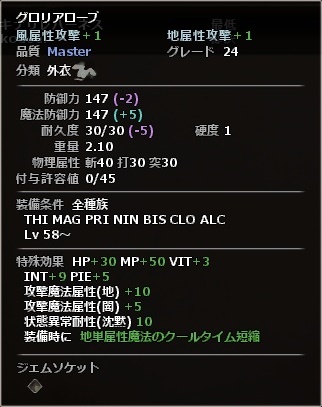 グロリアローブ
風属性攻撃+1 地属性攻撃+1
品質 Master グレード 24
分類 外衣
防御力 147 (-2)
魔法防御力 147 (+5)
耐久度 30/30 (-5) 硬度 1
重量 2.10
物理属性 斬40 打30 突30
付与許容値 0/45
装備条件 全種族
THI MAG PRI NIN BIS CLO ALC
Lv 58～
特殊効果 HP+30 MP+50 VIT+3
INT+9 PIE+5
攻撃魔法属性(地) +10
攻撃魔法属性(闇) +5
状態異常耐性(沈黙) 10
装備時に 地単属性魔法のクールタイム短縮
ジェムソケット